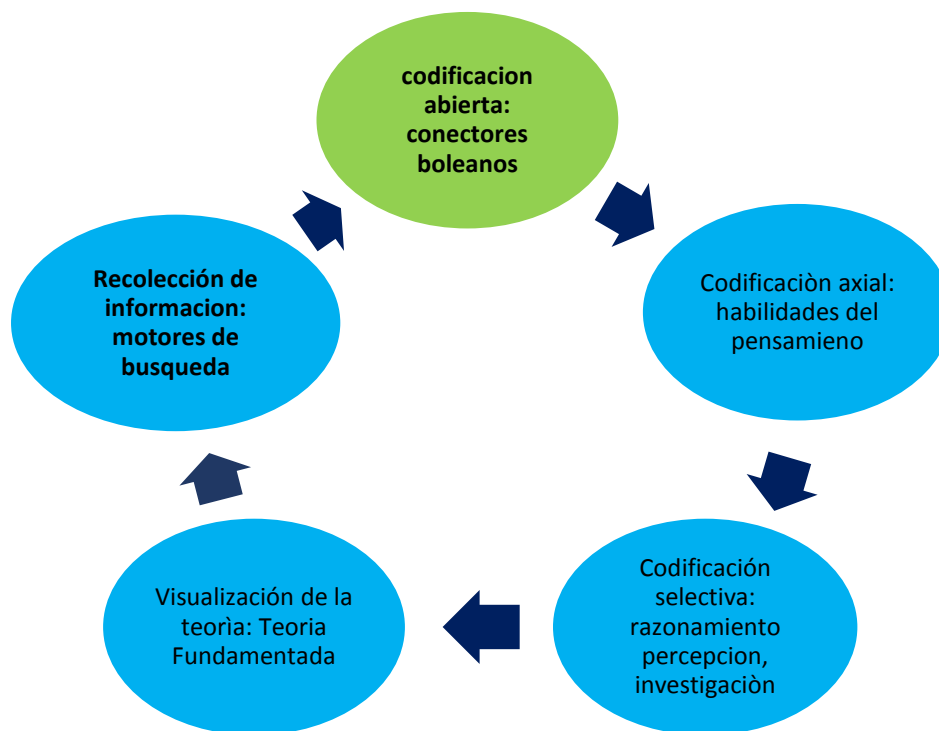 codificacion
abierta:
conectores
boleanos
Codificaciòn axial:
habilidades del
pensamieno
Codificación
selectiva:
razonamiento
percepcion,
investigaciòn
Visualización de la
teorìa: Teoria
Fundamentada
Recolección de
informacion:
motores de
busqueda